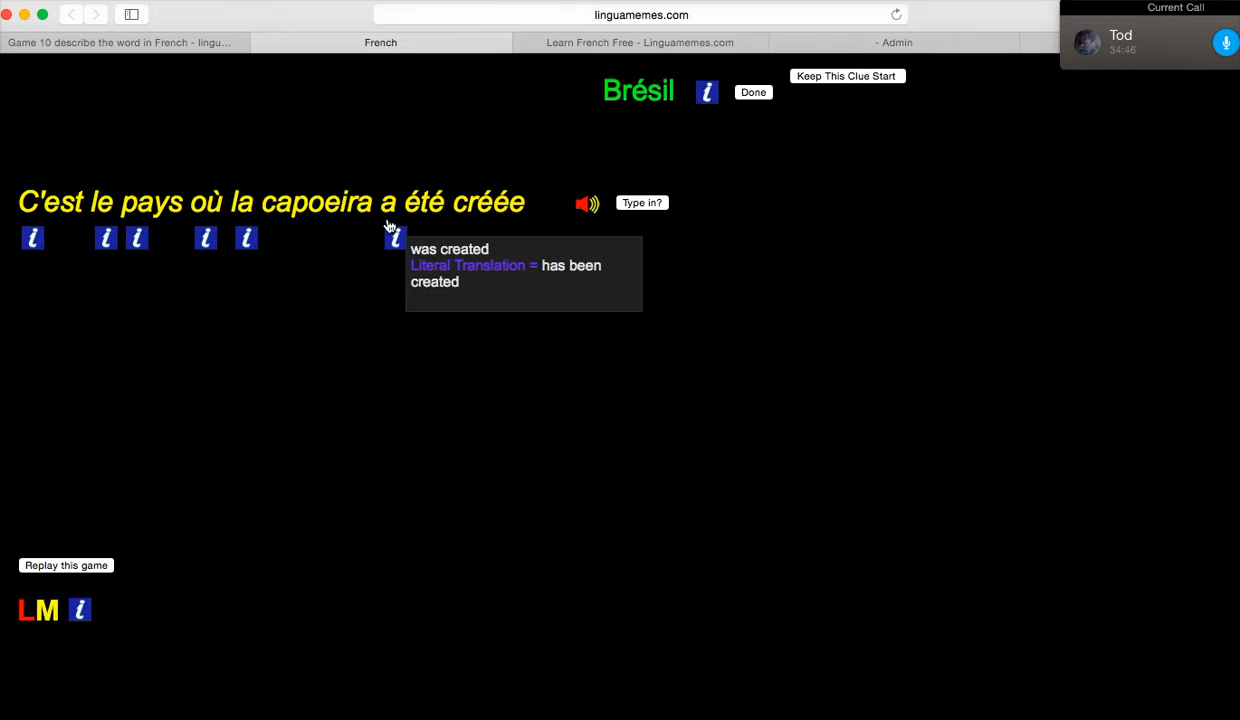 linguamemes.com
Current Call
Tod
34:46
Game 10 describe the word in French - lingu...
French
Learn French Free - Linguamemes.com
- Admin
Keep This Clue Start
Brésil i Done
C'est le pays où la capoeira a été créée Type in?
i i i i i i
was created
Literal Translation = has been
created
Replay this game
LM i